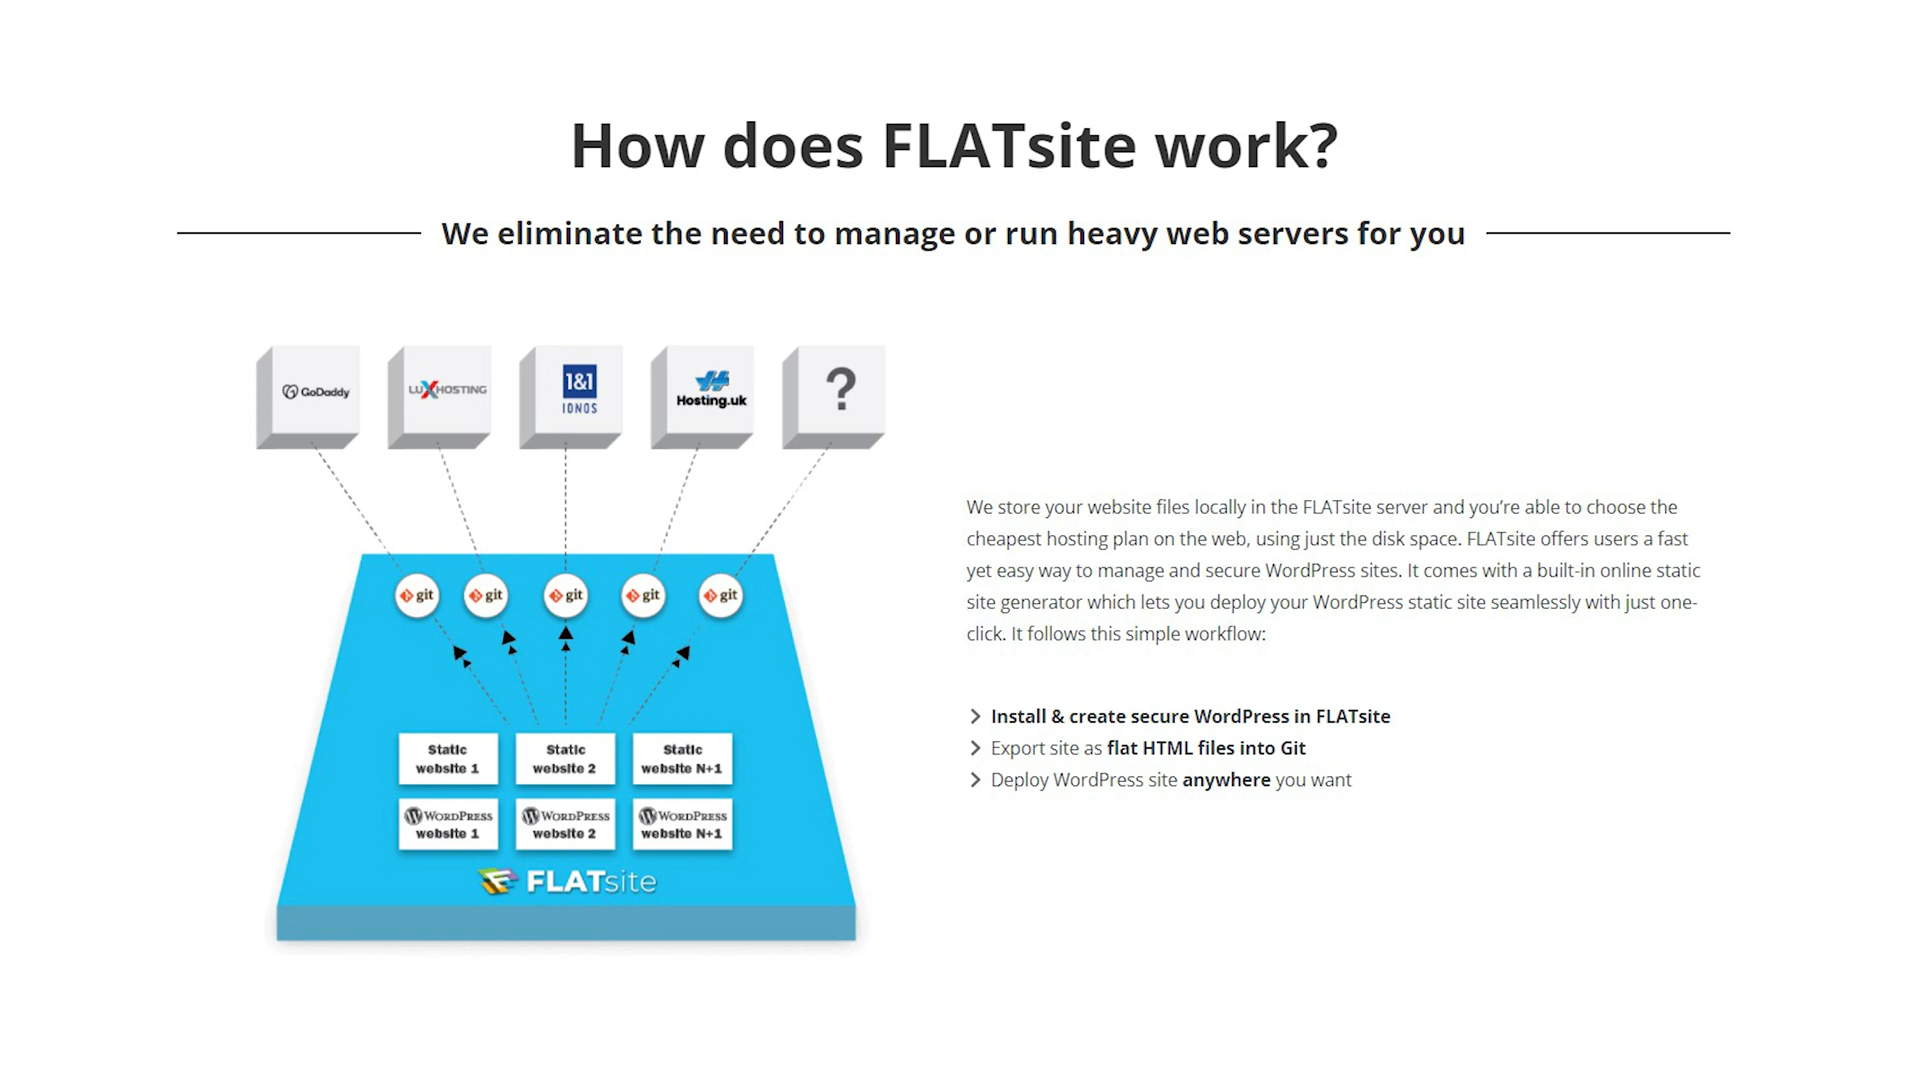 How does FLATsite work?
We eliminate the need to manage or run heavy web servers for you
GoDaddy
LUXHOSTING
1&1
IONOS
Hosting.uk
?
git
git
git
git
git
Static
website 1
Static
website 2
Static
website N+1
WORDPRESS
website 1
WORDPRESS
website 2
WORDPRESS
website N+1
FLATsite
We store your website files locally in the FLATsite server and you’re able to choose the
cheapest hosting plan on the web, using just the disk space. FLATsite offers users a fast
yet easy way to manage and secure WordPress sites. It comes with a built-in online static
site generator which lets you deploy your WordPress static site seamlessly with just one-
click. It follows this simple workflow:
Install & create secure WordPress in FLATsite
Export site as flat HTML files into Git
Deploy WordPress site anywhere you want